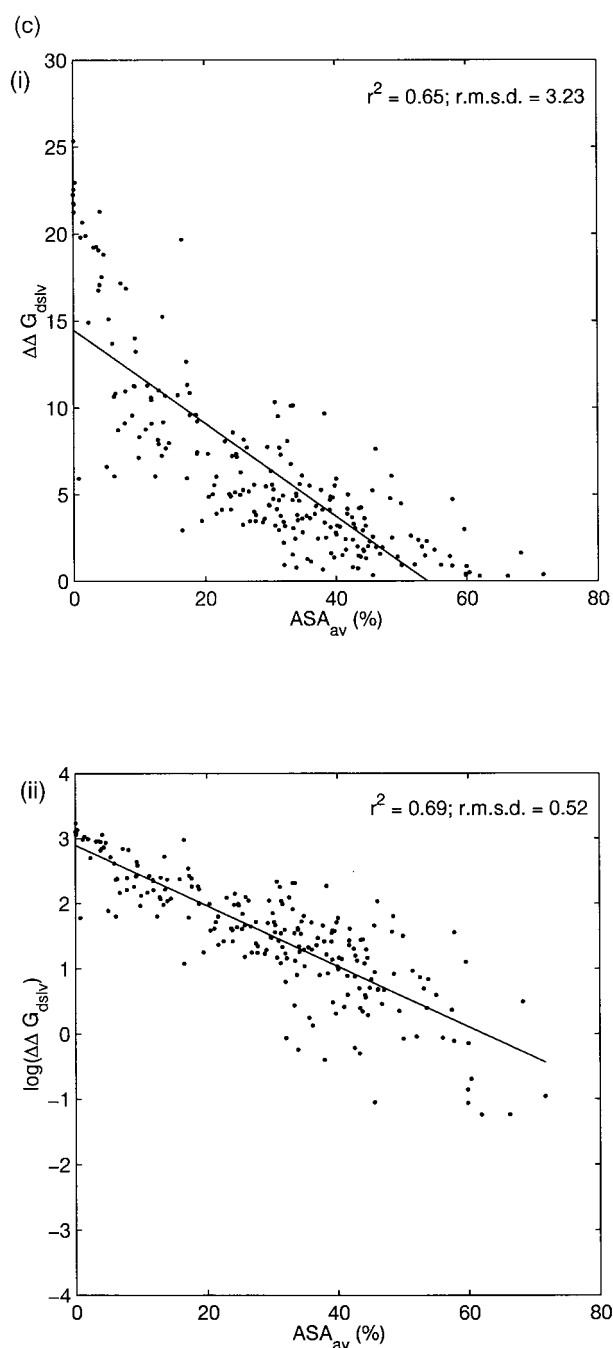 (c)
(i)
r² = 0.65; r.m.s.d. = 3.23
30
25
20
15
10
5
0
ΔΔ G_dslv
0 20 40 60 80
ASA_av (%)
(ii)
r² = 0.69; r.m.s.d. = 0.52
4
3
2
1
0
−1
−2
−3
−4
log(ΔΔ G_dslv)
0 20 40 60 80
ASA_av (%)